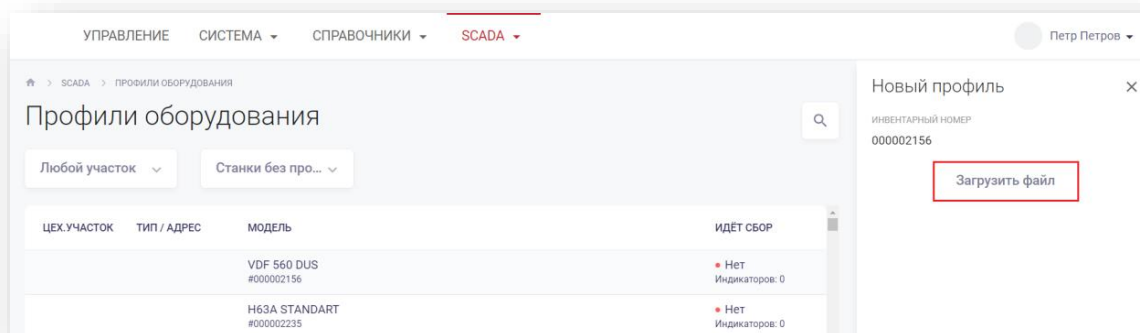 УПРАВЛЕНИЕ СИСТЕМА СПРАВОЧНИКИ SCADA Петр Петров
> SCADA > ПРОФИЛИ ОБОРУДОВАНИЯ
Профили оборудования
Любой участок Станки без про...
ЦЕХ.УЧАСТОК ТИП / АДРЕС МОДЕЛЬ ИДЁТ СБОР
VDF 560 DUS Нет
#000002156 Индикаторов: 0
H63A STANDART Нет
#000002235 Индикаторов: 0
Новый профиль
ИНВЕНТАРНЫЙ НОМЕР
000002156
Загрузить файл